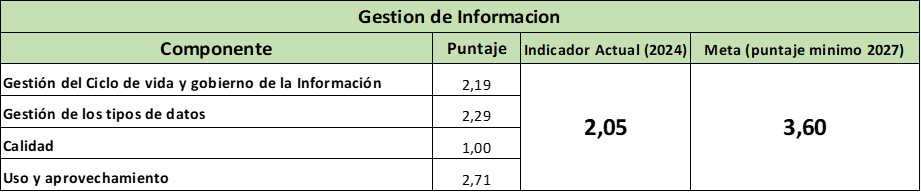 Gestion de Informacion
Componente Puntaje Indicador Actual (2024) Meta (puntaje minimo 2027)
Gestión del Ciclo de vida y gobierno de la Información 2,19
Gestión de los tipos de datos 2,29
2,05 3,60
Calidad 1,00
Uso y aprovechamiento 2,71